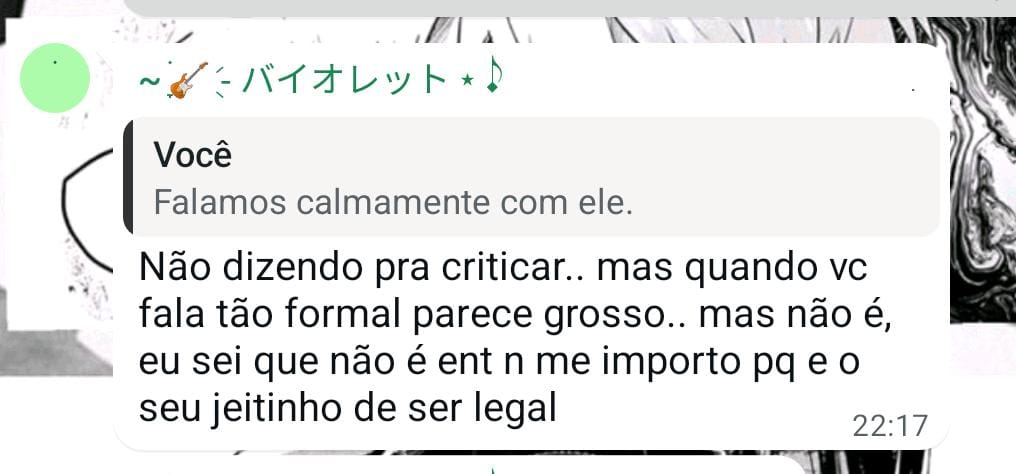 ~🎸 ҉- バイオレット ⋆ 𝅘𝅥𝅮
Você
Falamos calmamente com ele.
Não dizendo pra criticar.. mas quando vc
fala tão formal parece grosso.. mas não é,
eu sei que não é ent n me importo pq e o
seu jeitinho de ser legal
22:17